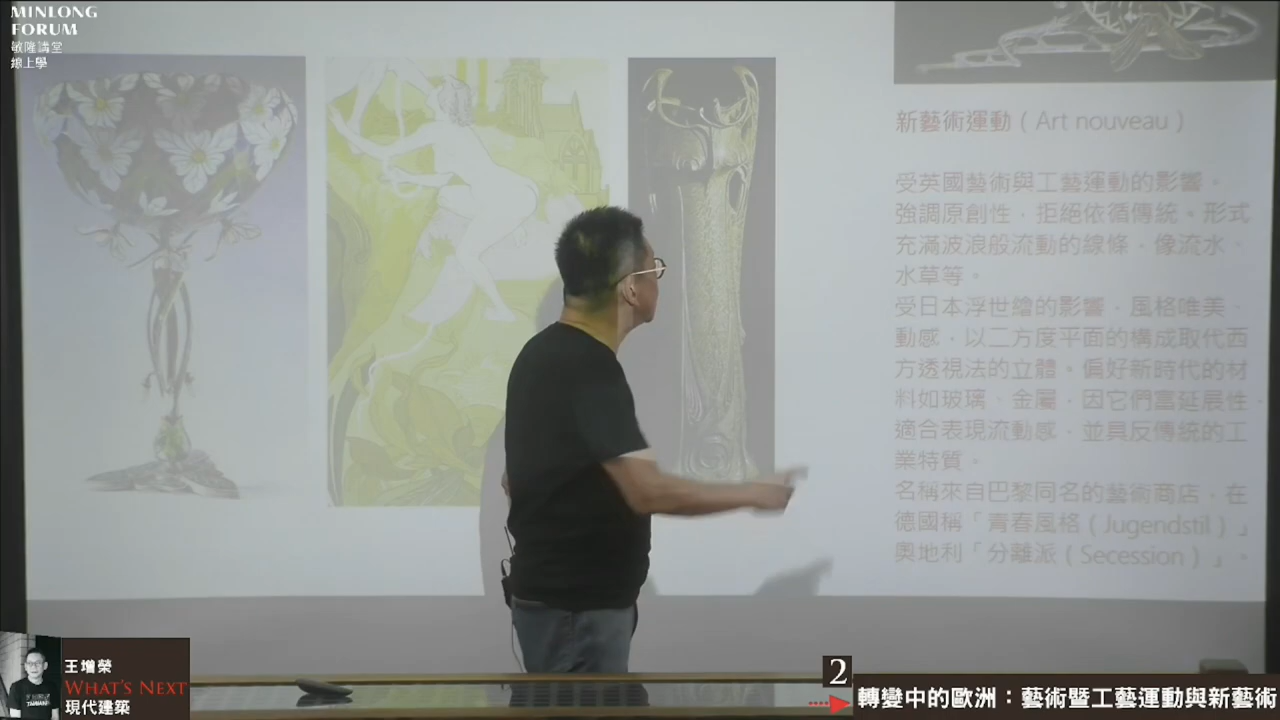 MINLONG
FORUM
敏隆講堂
線上學
新藝術運動（Art nouveau）
受英國藝術與工藝運動的影響，
強調原創性，拒絕依循傳統。形式
充滿波浪般流動的線條，像流水、
水草等。
受日本浮世繪的影響，風格唯美、
動感，以二方度平面的構成取代西
方透視法的立體。偏好新時代的材
料如玻璃、金屬，因它們富延展性，
適合表現流動感，並具反傳統的工
業特質。
名稱來自巴黎同名的藝術商店，在
德國稱「青春風格（Jugendstil）」
奧地利「分離派（Secession）」。
王增榮
WHAT'S NEXT
現代建築
2
轉變中的歐洲：藝術暨工藝運動與新藝術